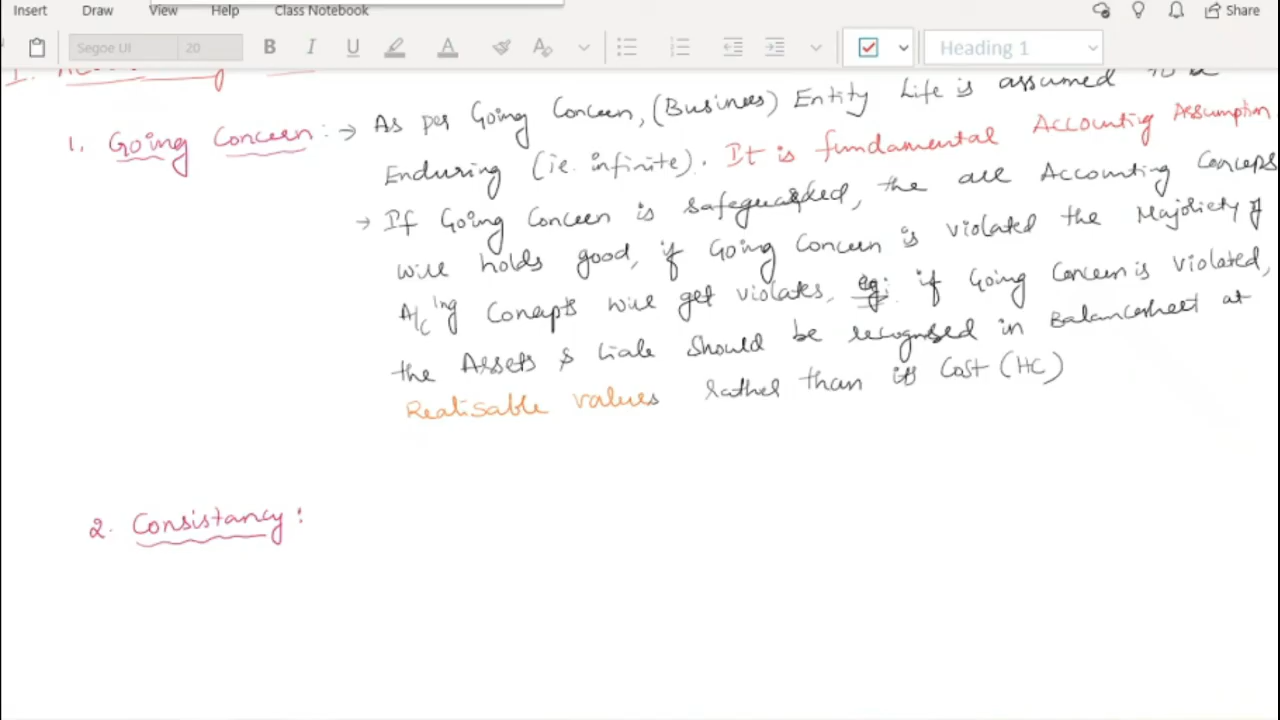 Insert Draw View Help Class Notebook Share
Segoe UI 20 B I U A A Heading 1
I.
1. Going Concern : → As per Going Concern, (Business) Entity Life is assumed to be
Enduring (ie. infinite). It is fundamental Accounting Assumption
→ If Going Concern is safeguarded, the all Accounting Concepts
will holds good, if Going Concern is violated the Majoriety of
A/c ing Concepts will get violates, eg: if Going Concern is violated,
the Assets & Liab should be recognised in Balancesheet at
Realisable values rather than its Cost (HC)
2. Consistancy :